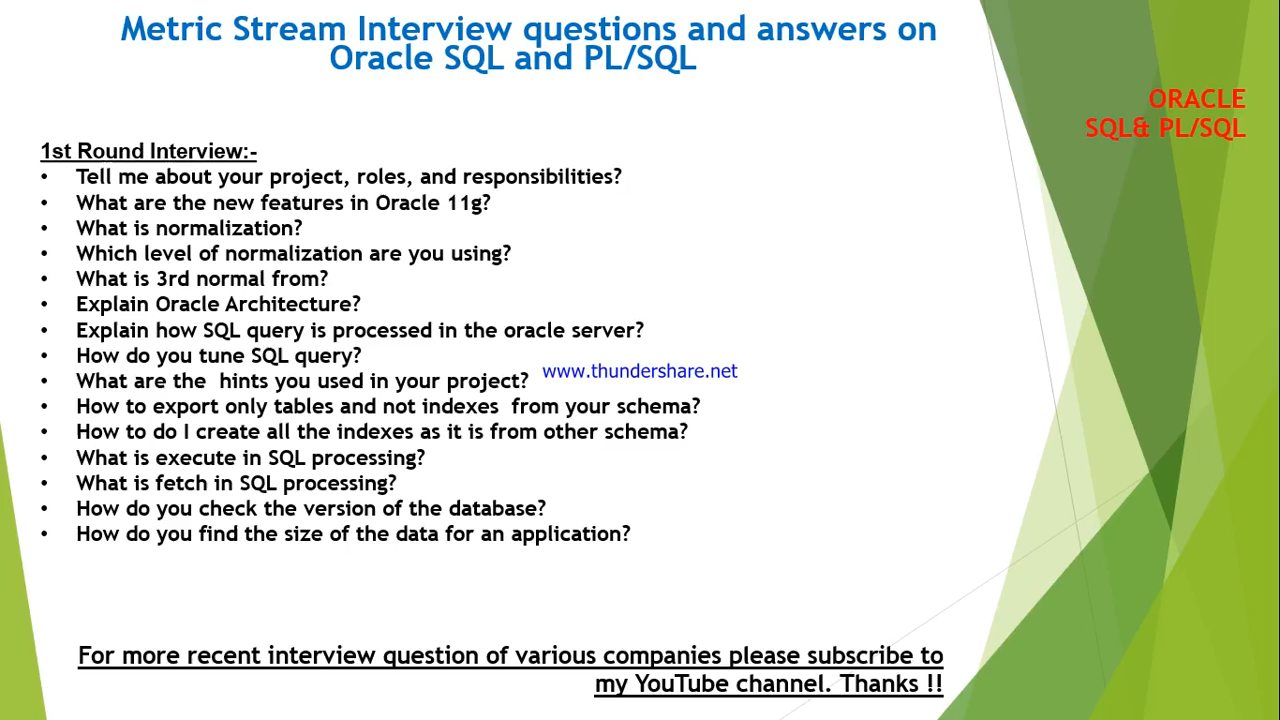 Metric Stream Interview questions and answers on
Oracle SQL and PL/SQL
ORACLE
SQL& PL/SQL
1st Round Interview:-
• Tell me about your project, roles, and responsibilities?
• What are the new features in Oracle 11g?
• What is normalization?
• Which level of normalization are you using?
• What is 3rd normal from?
• Explain Oracle Architecture?
• Explain how SQL query is processed in the oracle server?
• How do you tune SQL query?
www.thundershare.net
• What are the  hints you used in your project?
• How to export only tables and not indexes  from your schema?
• How to do I create all the indexes as it is from other schema?
• What is execute in SQL processing?
• What is fetch in SQL processing?
• How do you check the version of the database?
• How do you find the size of the data for an application?
For more recent interview question of various companies please subscribe to
my YouTube channel. Thanks !!